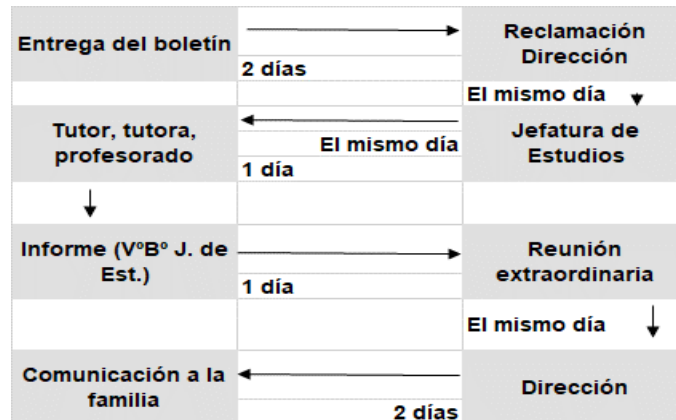 Entrega del boletín
2 días
Reclamación
Dirección
El mismo día
Tutor, tutora,
profesorado
El mismo día
1 día
Jefatura de
Estudios
Informe (VºBº J. de
Est.)
1 día
Reunión
extraordinaria
El mismo día
Comunicación a la
familia
2 días
Dirección